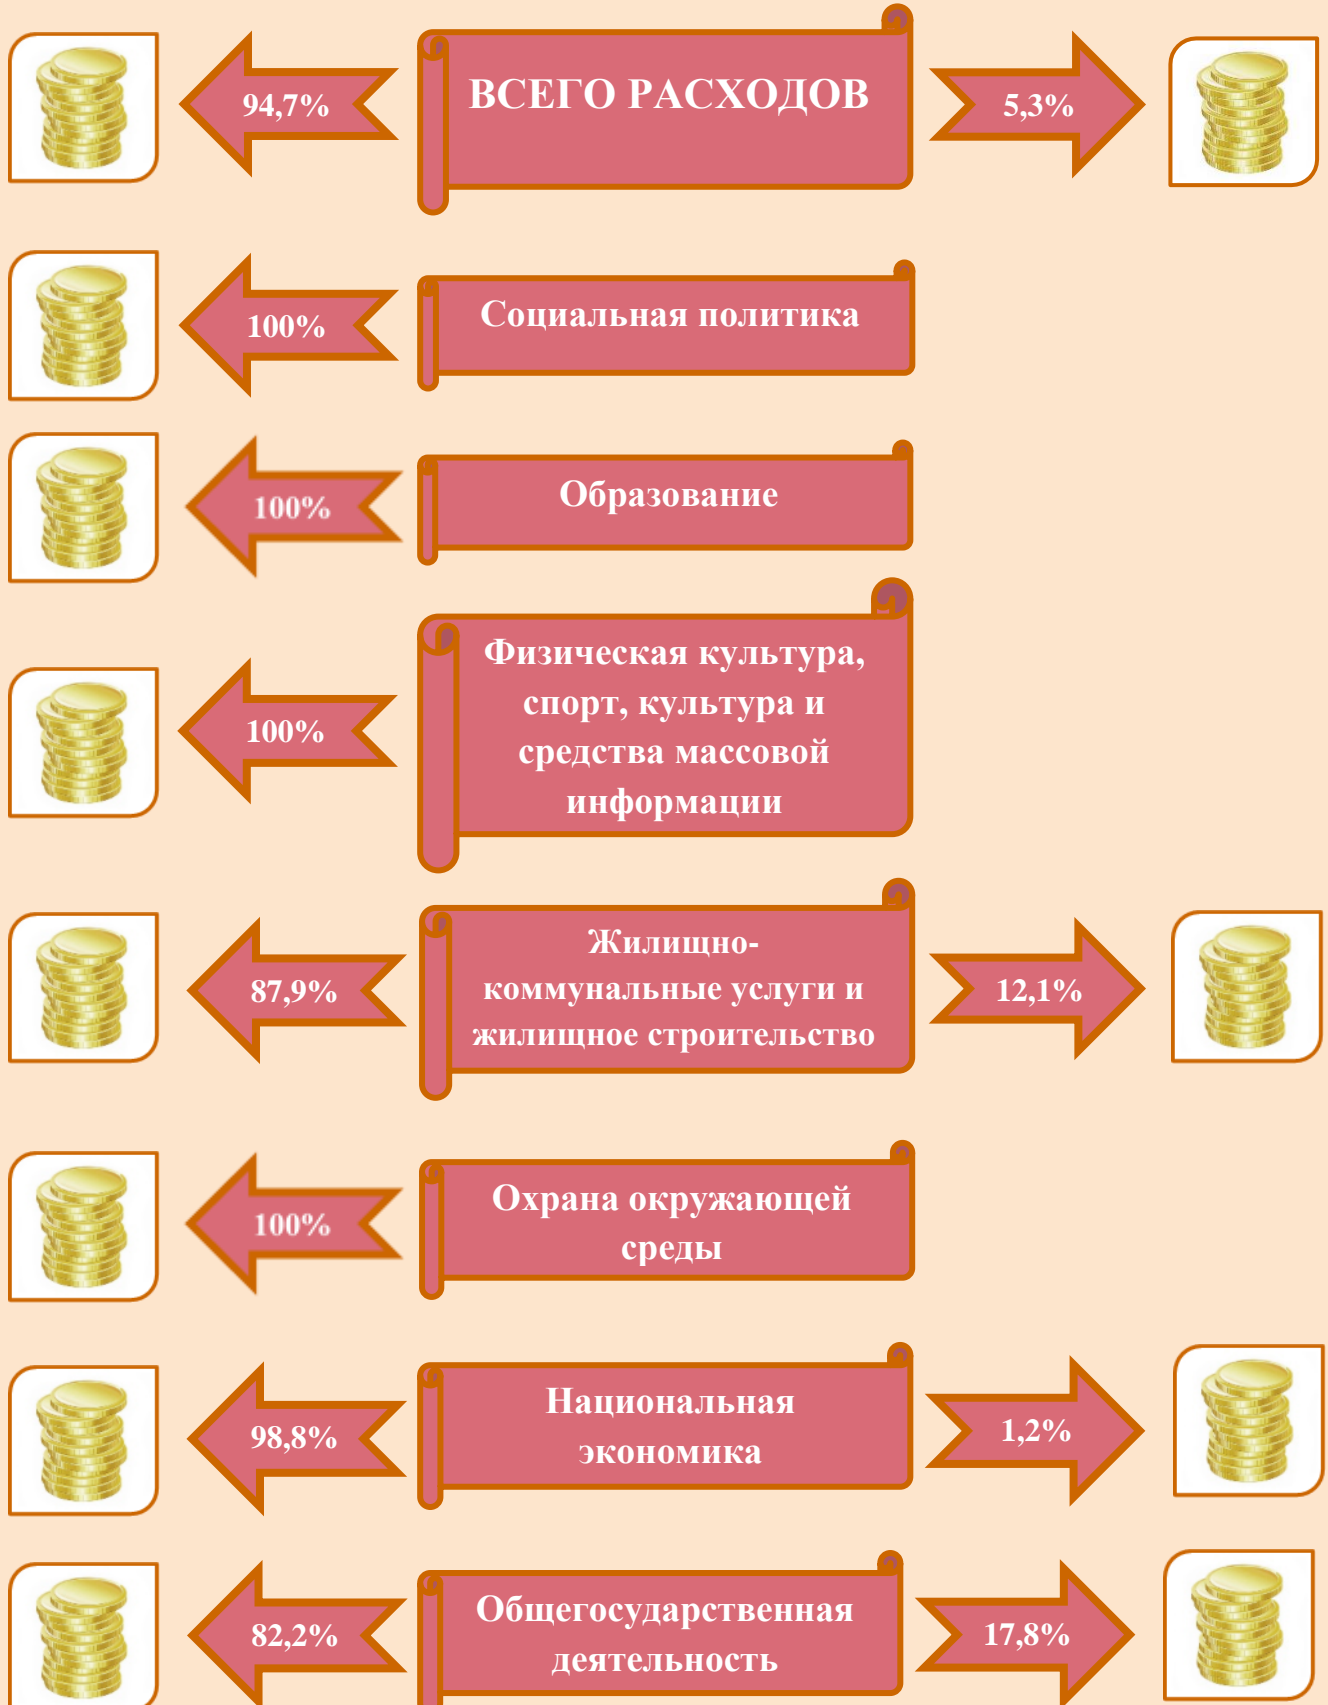 94,7% ВСЕГО РАСХОДОВ 5,3%
100% Социальная политика
100% Образование
Физическая культура,
спорт, культура и
100%
средства массовой
информации
Жилищно-
87,9% коммунальные услуги и 12,1%
жилищное строительство
Охрана окружающей
100%
среды
Национальная
98,8% 1,2%
экономика
Общегосударственная
82,2% 17,8%
деятельность